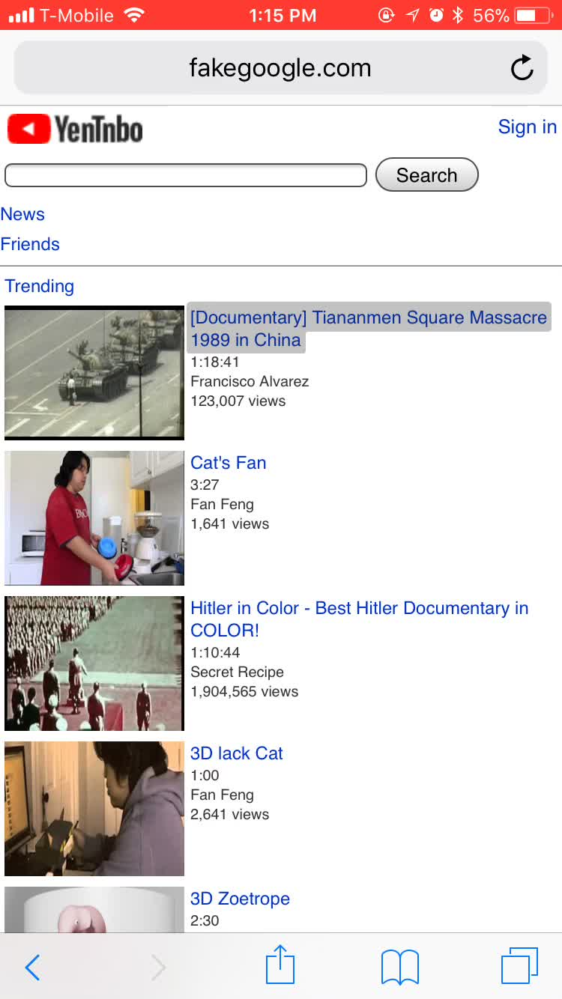 T-Mobile 1:15 PM 56%
fakegoogle.com
YenTnbo Sign in
Search
News
Friends
Trending
[Documentary] Tiananmen Square Massacre
1989 in China
1:18:41
Francisco Alvarez
123,007 views
Cat's Fan
3:27
Fan Feng
1,641 views
Hitler in Color - Best Hitler Documentary in
COLOR!
1:10:44
Secret Recipe
1,904,565 views
3D lack Cat
1:00
Fan Feng
2,641 views
3D Zoetrope
2:30